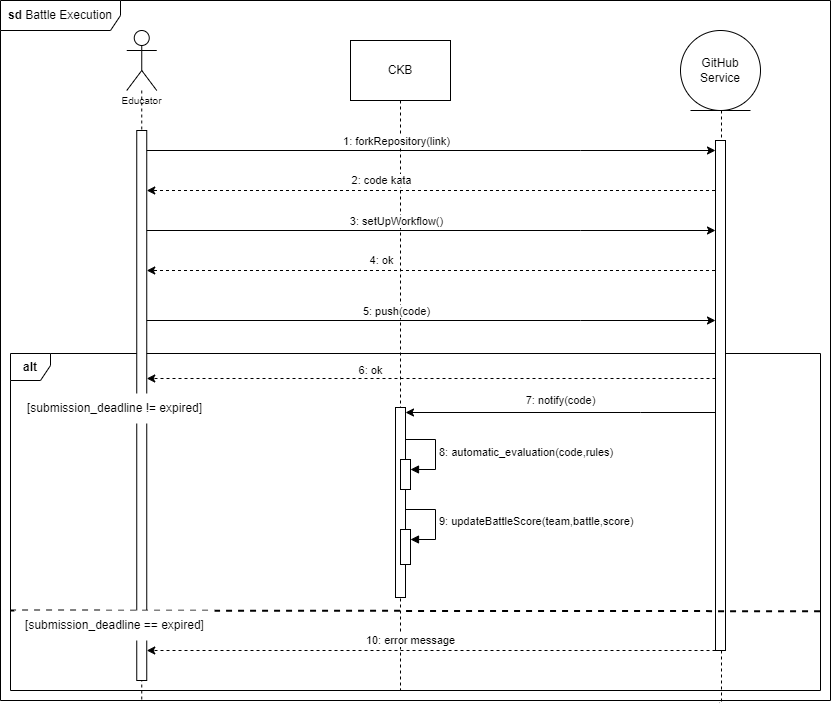 sd Battle Execution
Educator
CKB
GitHub
Service
1: forkRepository(link)
2: code kata
3: setUpWorkflow()
4: ok
5: push(code)
alt
6: ok
[submission_deadline != expired]
7: notify(code)
8: automatic_evaluation(code,rules)
9: updateBattleScore(team,battle,score)
[submission_deadline == expired]
10: error message